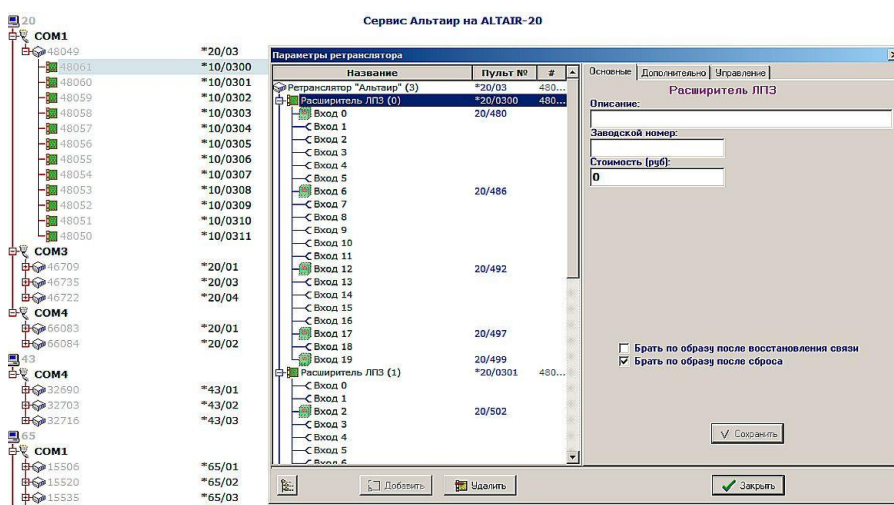 Сервис Альтаир на ALTAIR-20
20
COM1
48049 *20/03
48061 *10/0300
48060 *10/0301
48059 *10/0302
48058 *10/0303
48057 *10/0304
48056 *10/0305
48055 *10/0306
48054 *10/0307
48053 *10/0308
48052 *10/0309
48051 *10/0310
48050 *10/0311
COM3
46709 *20/01
46735 *20/03
46722 *20/04
COM4
66083 *20/01
66084 *20/02
43
COM4
32690 *43/01
32703 *43/02
32716 *43/03
65
COM1
15506 *65/01
15520 *65/02
15535 *65/03
Параметры ретранслятора
Название Пульт № #
Ретранслятор "Альтаир" (3) *20/03 480...
Расширитель ЛПЗ (0) *20/0300 480...
Вход 0 20/480
Вход 1
Вход 2
Вход 3
Вход 4
Вход 5
Вход 6 20/486
Вход 7
Вход 8
Вход 9
Вход 10
Вход 11
Вход 12 20/492
Вход 13
Вход 14
Вход 15
Вход 16
Вход 17 20/497
Вход 18
Вход 19 20/499
Расширитель ЛПЗ (1) *20/0301 480...
Вход 0
Вход 1
Вход 2 20/502
Вход 3
Вход 4
Вход 5
Вход 6
Добавить Удалить
Основные Дополнительно Управление
Расширитель ЛПЗ
Описание:
Заводской номер:
Стоимость (руб):
0
Брать по образу после восстановления связи
Брать по образу после сброса
Сохранить
Закрыть